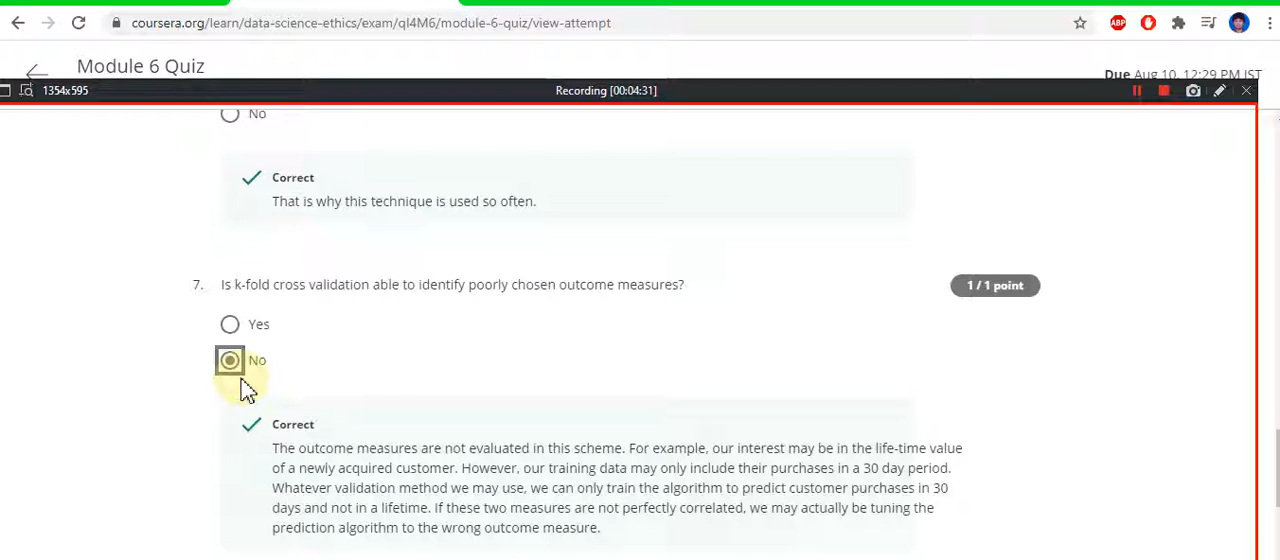 coursera.org/learn/data-science-ethics/exam/qI4M6/module-6-quiz/view-attempt
ABP
Module 6 Quiz
Due Aug 10, 12:29 PM IST
1354x595
Recording [00:04:31]
No
Correct
That is why this technique is used so often.
7. Is k-fold cross validation able to identify poorly chosen outcome measures?
1 / 1 point
Yes
No
Correct
The outcome measures are not evaluated in this scheme. For example, our interest may be in the life-time value
of a newly acquired customer. However, our training data may only include their purchases in a 30 day period.
Whatever validation method we may use, we can only train the algorithm to predict customer purchases in 30
days and not in a lifetime. If these two measures are not perfectly correlated, we may actually be tuning the
prediction algorithm to the wrong outcome measure.